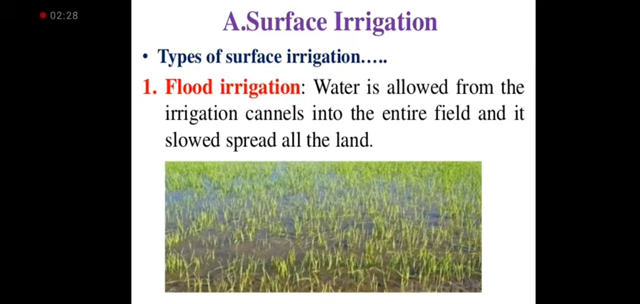 02:28
A.Surface Irrigation
• Types of surface irrigation…..
1. Flood irrigation: Water is allowed from the
irrigation cannels into the entire field and it
slowed spread all the land.